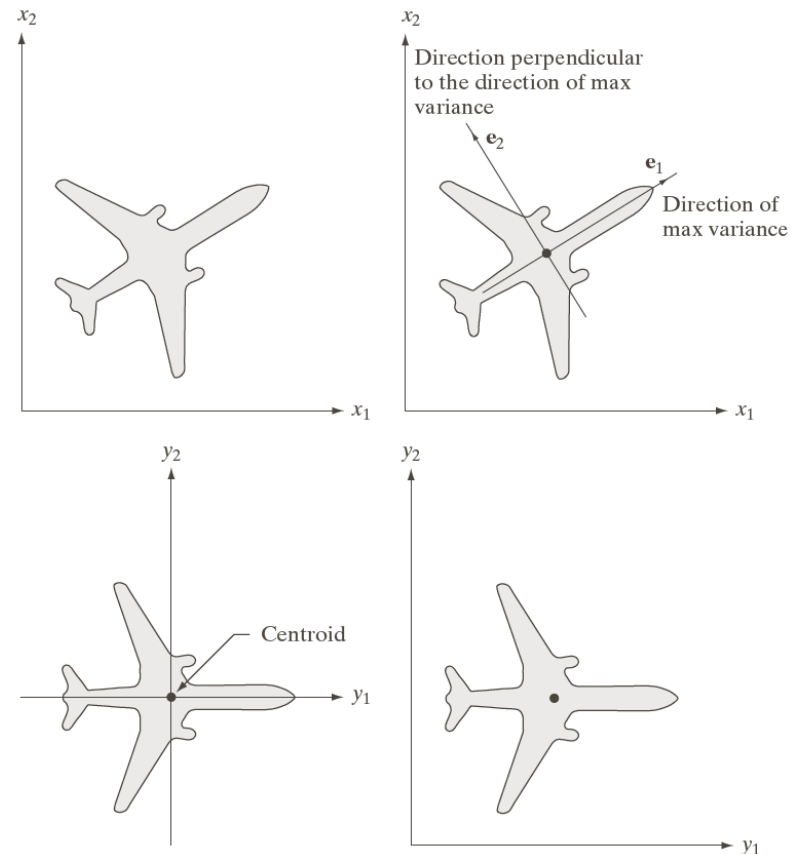 x2
x1
x2
Direction perpendicular
to the direction of max
variance
e2
e1
Direction of
max variance
x1
y2
Centroid
y1
y2
y1